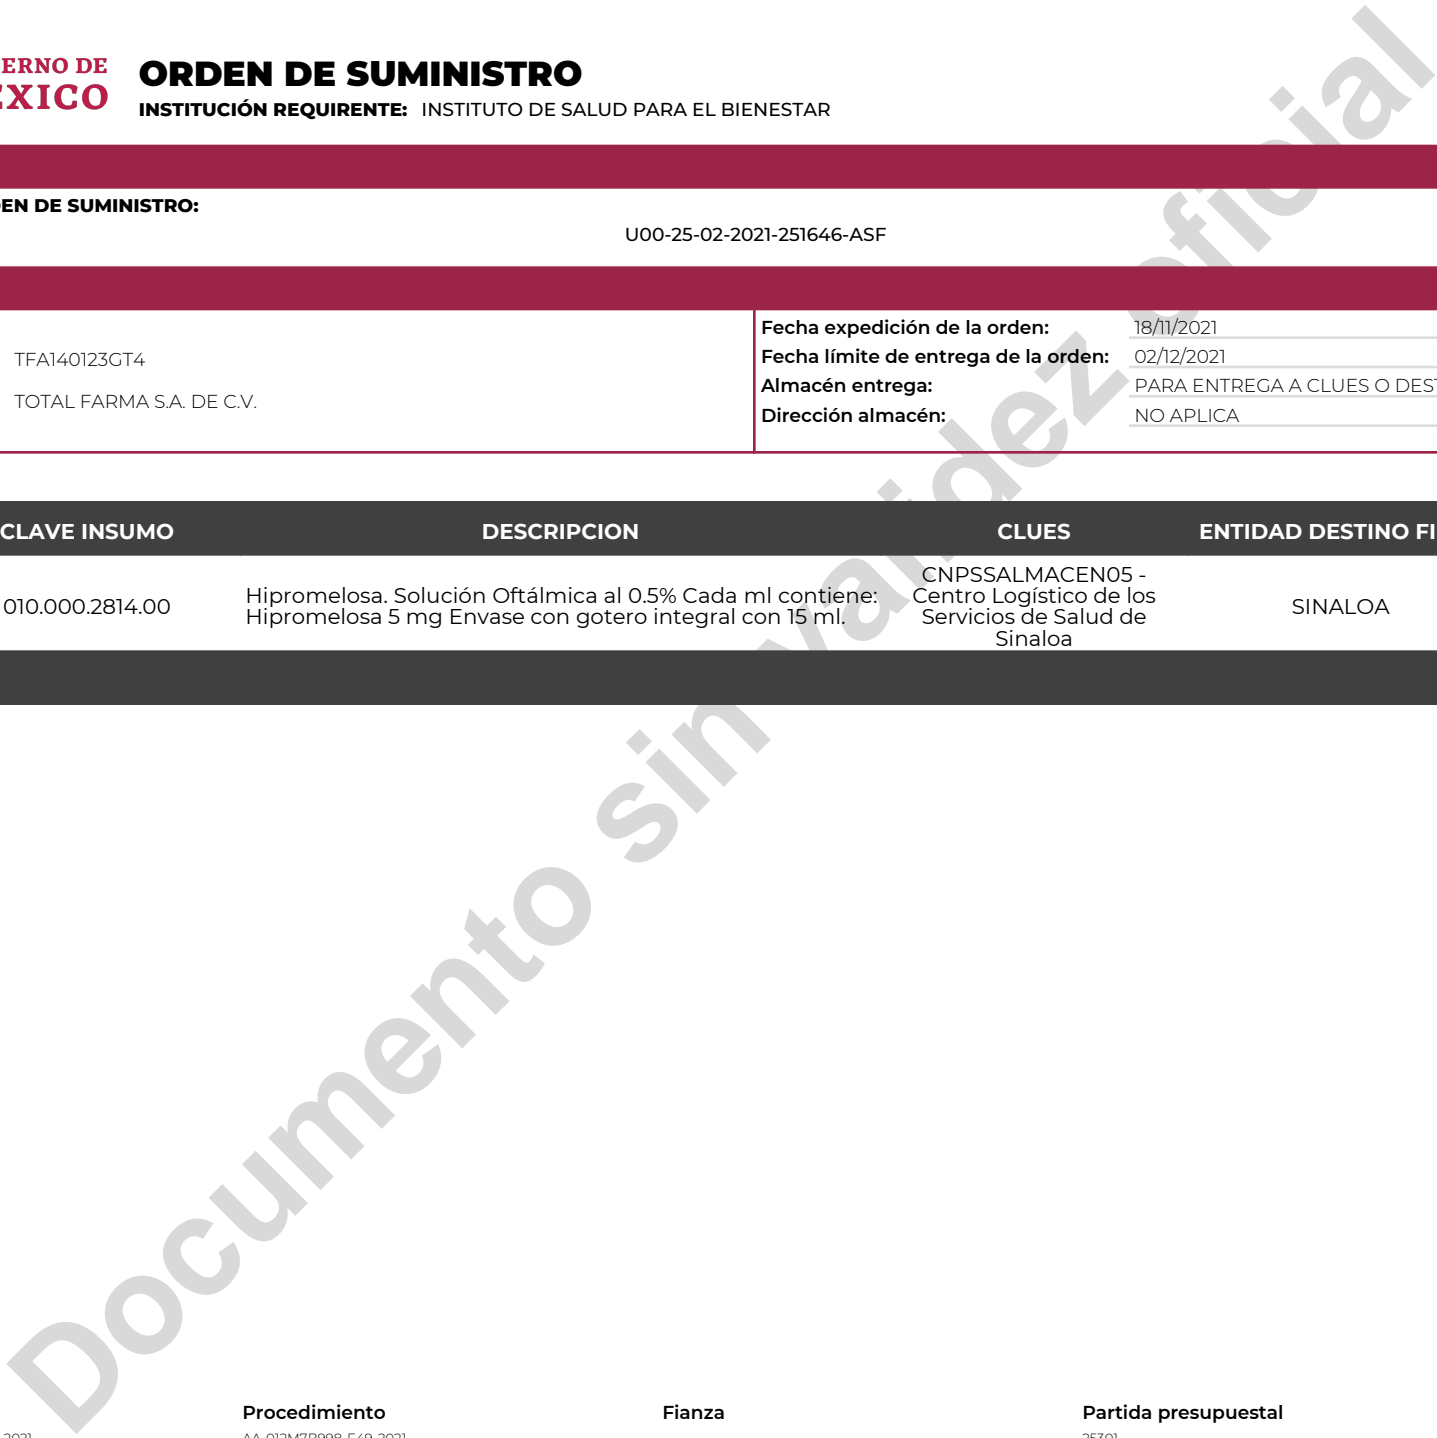 ERNO DE
EXICO
ORDEN DE SUMINISTRO
INSTITUCIÓN REQUIRENTE: INSTITUTO DE SALUD PARA EL BIENESTAR
EN DE SUMINISTRO:
U00-25-02-2021-251646-ASF
TFA140123GT4
TOTAL FARMA S.A. DE C.V.
Fecha expedición de la orden: 18/11/2021
Fecha límite de entrega de la orden: 02/12/2021
Almacén entrega: PARA ENTREGA A CLUES O DEST
Dirección almacén: NO APLICA
CLAVE INSUMO DESCRIPCION CLUES ENTIDAD DESTINO FI
010.000.2814.00
Hipromelosa. Solución Oftálmica al 0.5% Cada ml contiene:
Hipromelosa 5 mg Envase con gotero integral con 15 ml.
CNPSSALMACEN05 -
Centro Logístico de los
Servicios de Salud de
Sinaloa
SINALOA
Documento sin validez oficial
Procedimiento Fianza Partida presupuestal